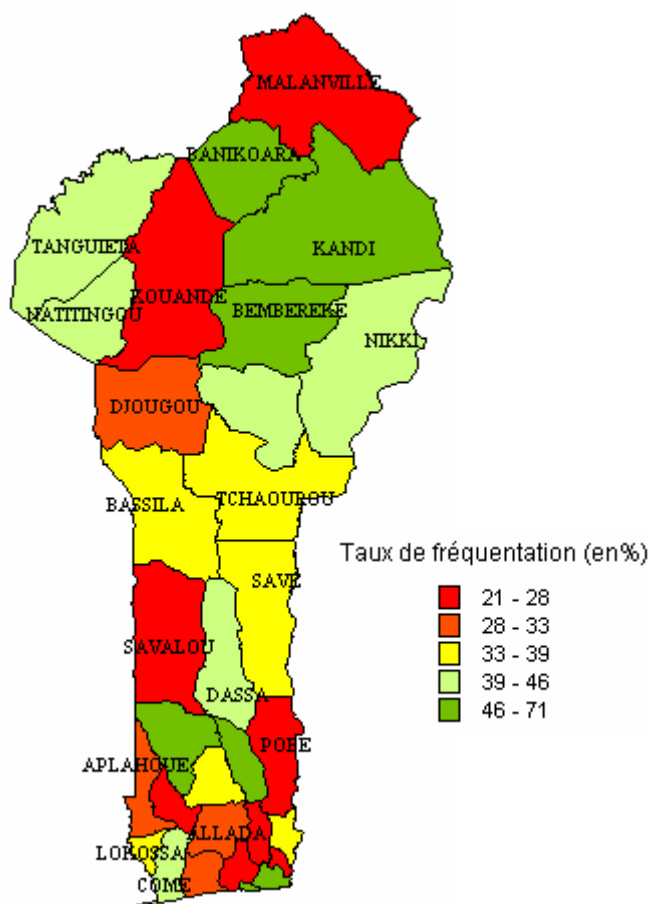 MALANVILLE
BANIKOARA
TANGUIETA
KANDI
KOUANDE
NATITINGOU
BEMBEREKE
NIKKI
DJOUGOU
BASSILA
TCHAOUROU
Taux de fréquentation (en%)
SAVE
21 - 28
28 - 33
SAVALOU
33 - 39
39 - 46
DASSA
46 - 71
POBE
APLAHOUE
ALLADA
LOKOSSA
COME